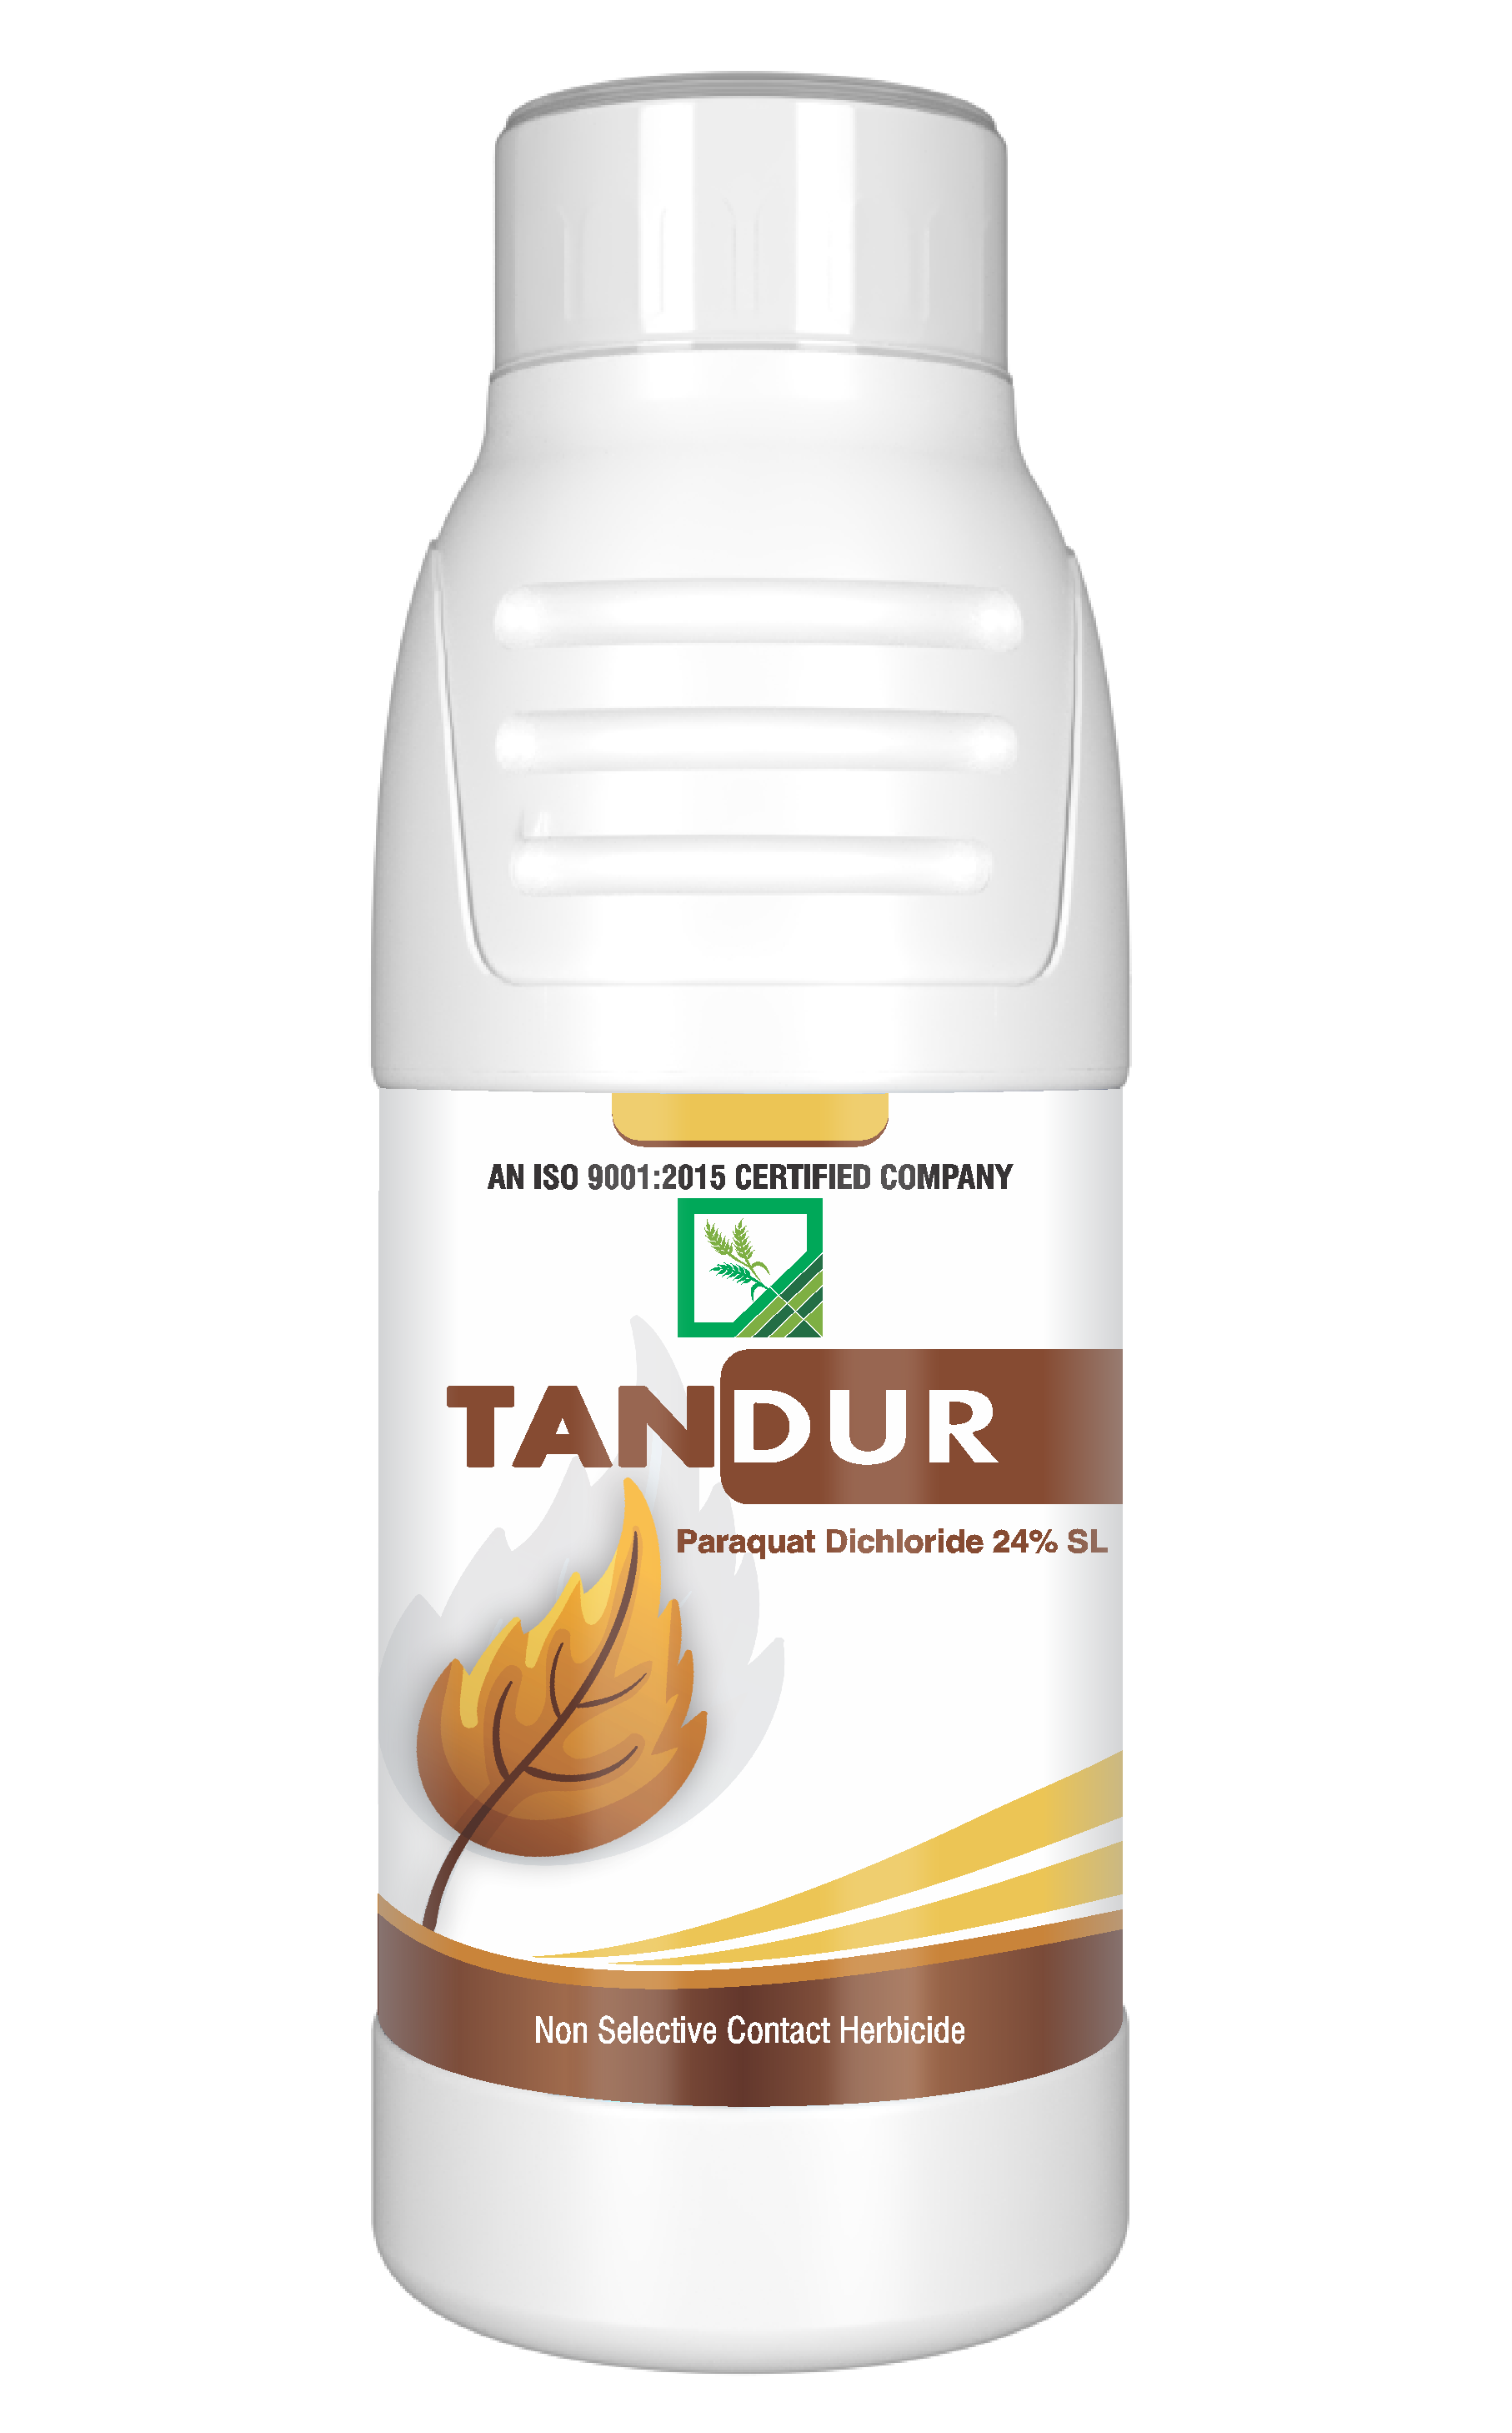 AN ISO 9001:2015 CERTIFIED COMPANY
TANDUR
Paraquat Dichloride 24% SL
Non Selective Contact Herbicide